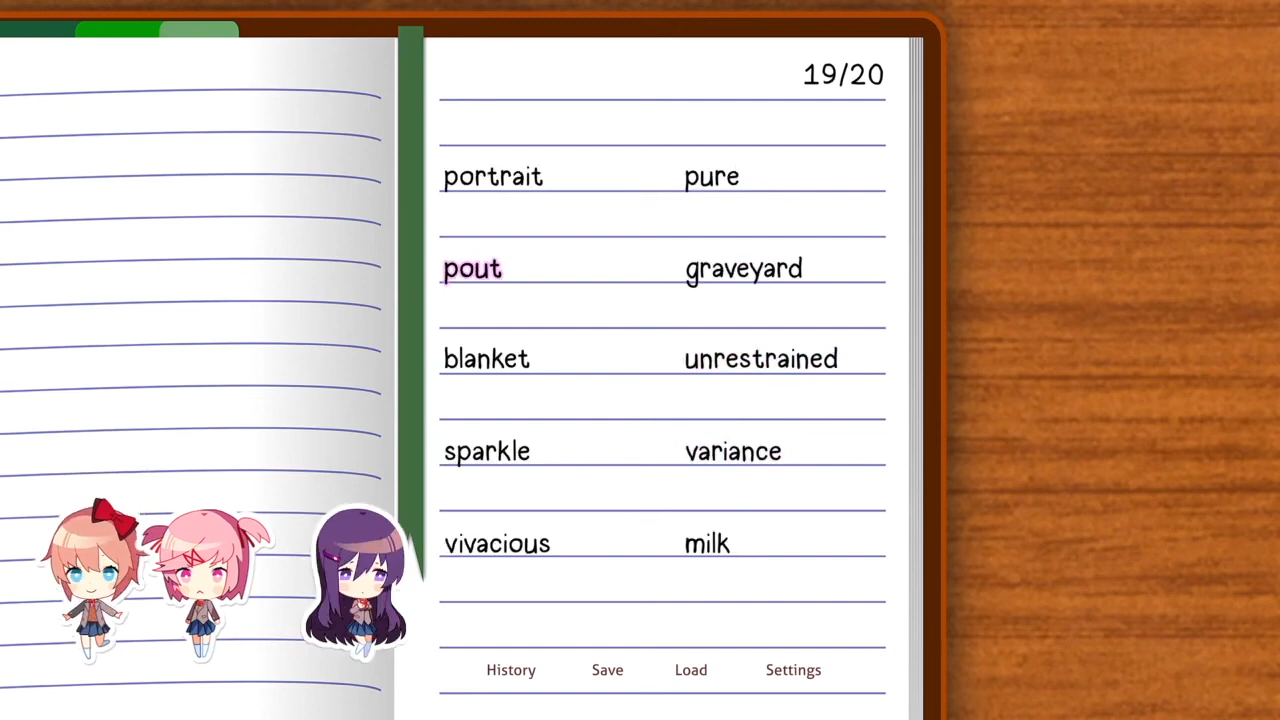 19/20
portrait pure
pout graveyard
blanket unrestrained
sparkle variance
vivacious milk
History Save Load Settings